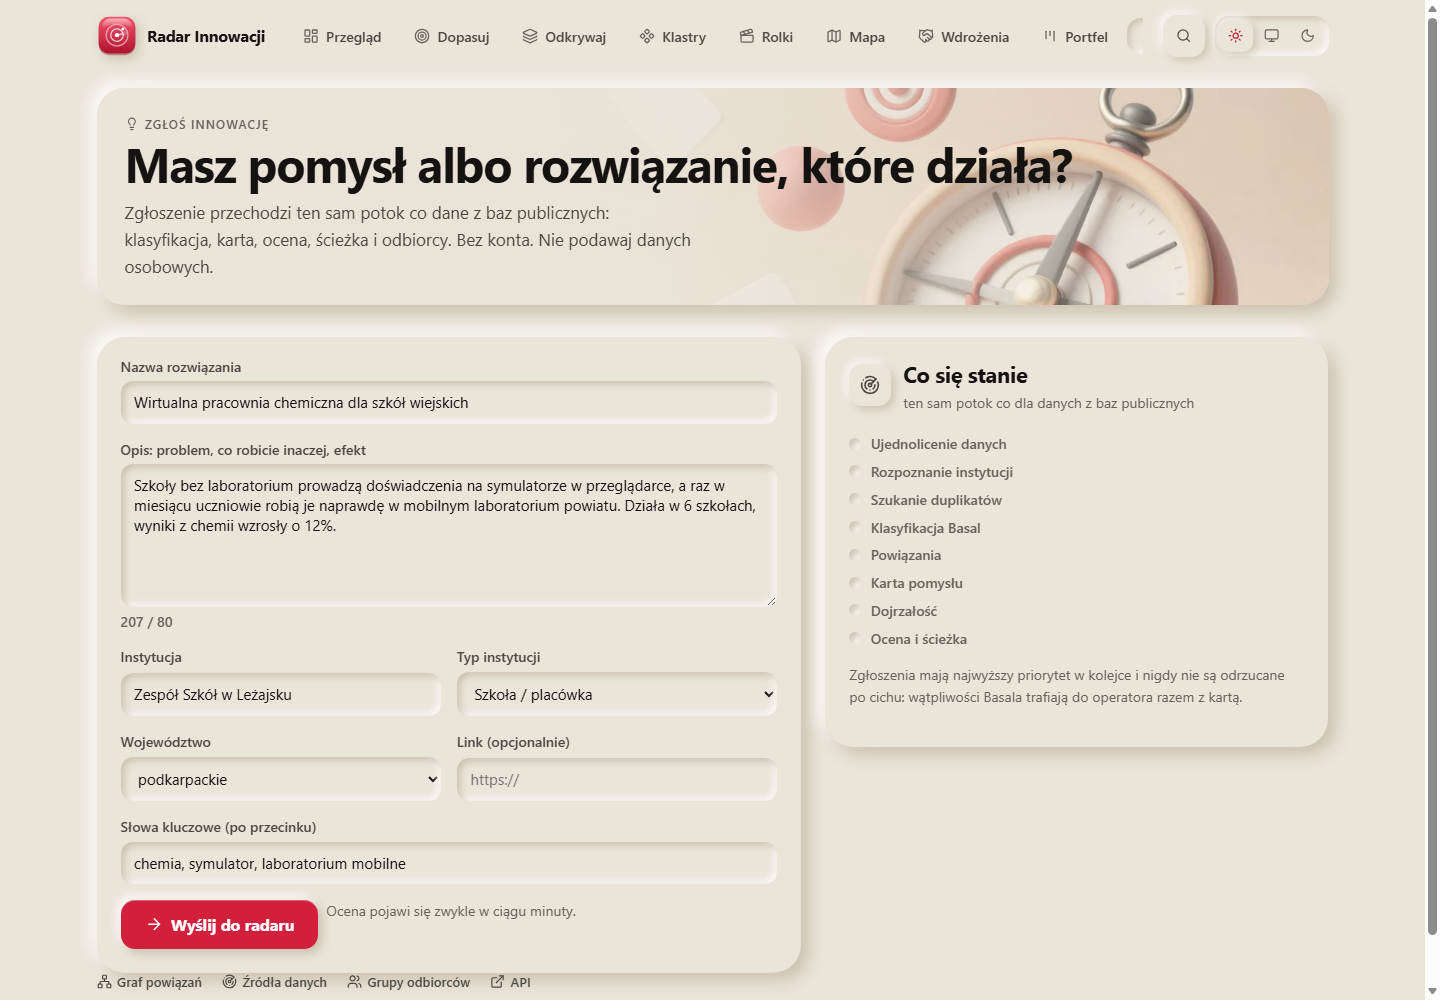 Radar Innowacji
Przegląd
Dopasuj
Odkrywaj
Klastry
Rolki
Mapa
Wdrożenia
Portfel
ZGŁOŚ INNOWACJĘ
Masz pomysł albo rozwiązanie, które działa?
Zgłoszenie przechodzi ten sam potok co dane z baz publicznych:
klasyfikacja, karta, ocena, ścieżka i odbiorcy. Bez konta. Nie podawaj danych
osobowych.
Nazwa rozwiązania
Wirtualna pracownia chemiczna dla szkół wiejskich
Opis: problem, co robicie inaczej, efekt
Szkoły bez laboratorium prowadzą doświadczenia na symulatorze w przeglądarce, a raz w
miesiącu uczniowie robią je naprawdę w mobilnym laboratorium powiatu. Działa w 6 szkołach,
wyniki z chemii wzrosły o 12%.
207 / 80
Instytucja
Typ instytucji
Zespół Szkół w Leżajsku
Szkoła / placówka
Województwo
Link (opcjonalnie)
podkarpackie
https://
Słowa kluczowe (po przecinku)
chemia, symulator, laboratorium mobilne
Wyślij do radaru
Ocena pojawi się zwykle w ciągu minuty.
Co się stanie
ten sam potok co dla danych z baz publicznych
Ujednolicenie danych
Rozpoznanie instytucji
Szukanie duplikatów
Klasyfikacja Basal
Powiązania
Karta pomysłu
Dojrzałość
Ocena i ścieżka
Zgłoszenia mają najwyższy priorytet w kolejce i nigdy nie są odrzucane
po cichu: wątpliwości Basala trafiają do operatora razem z kartą.
Graf powiązań
Źródła danych
Grupy odbiorców
API